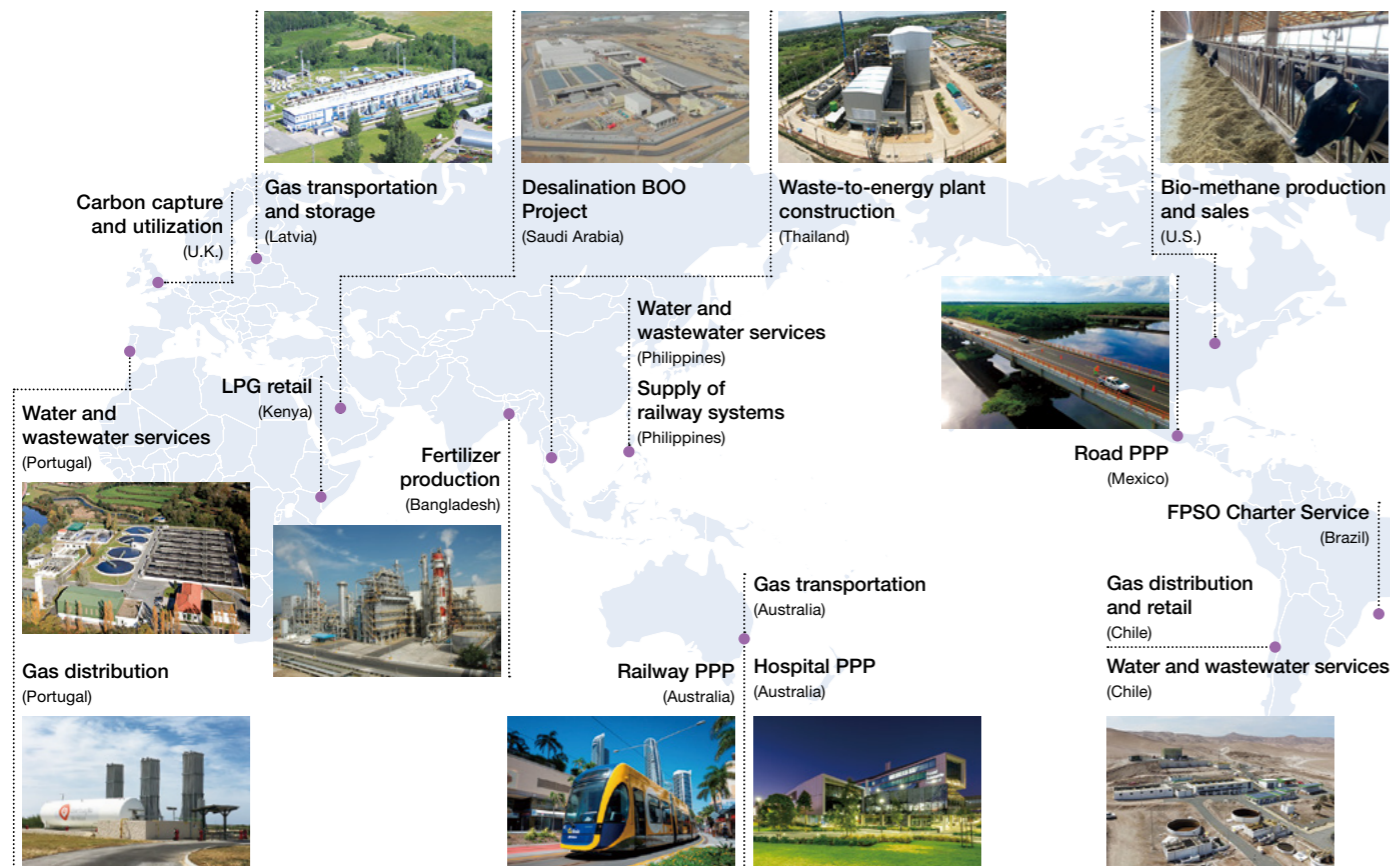 Carbon capture
and utilization
(U.K.)
Gas transportation
and storage
(Latvia)
Desalination BOO
Project
(Saudi Arabia)
Waste-to-energy plant
construction
(Thailand)
Bio-methane production
and sales
(U.S.)
Water and
wastewater services
(Philippines)
Supply of
railway systems
(Philippines)
LPG retail
(Kenya)
Water and
wastewater services
(Portugal)
Fertilizer
production
(Bangladesh)
Road PPP
(Mexico)
FPSO Charter Service
(Brazil)
Gas transportation
(Australia)
Gas distribution
and retail
(Chile)
Gas distribution
(Portugal)
Railway PPP
(Australia)
Hospital PPP
(Australia)
Water and wastewater services
(Chile)